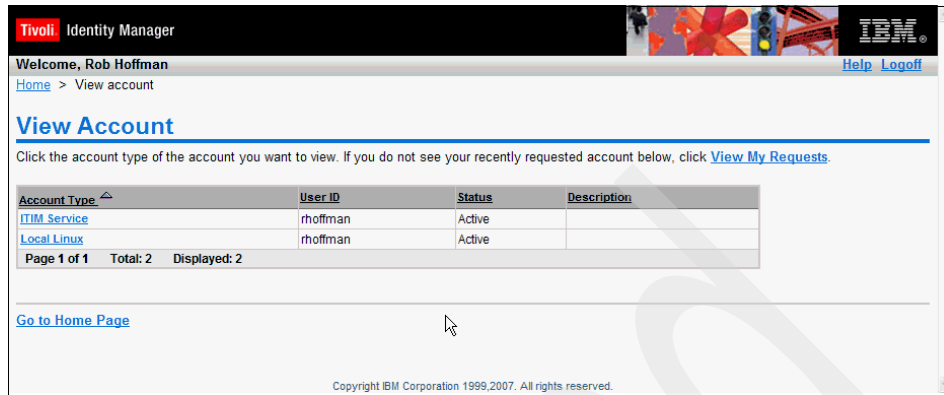 Tivoli. Identity Manager
IBM®
Welcome, Rob Hoffman
Help Logoff
Home > View account
View Account
Click the account type of the account you want to view. If you do not see your recently requested account below, click View My Requests.
Account Type User ID Status Description
ITIM Service rhoffman Active
Local Linux rhoffman Active
Page 1 of 1 Total: 2 Displayed: 2
Go to Home Page
Copyright IBM Corporation 1999,2007. All rights reserved.